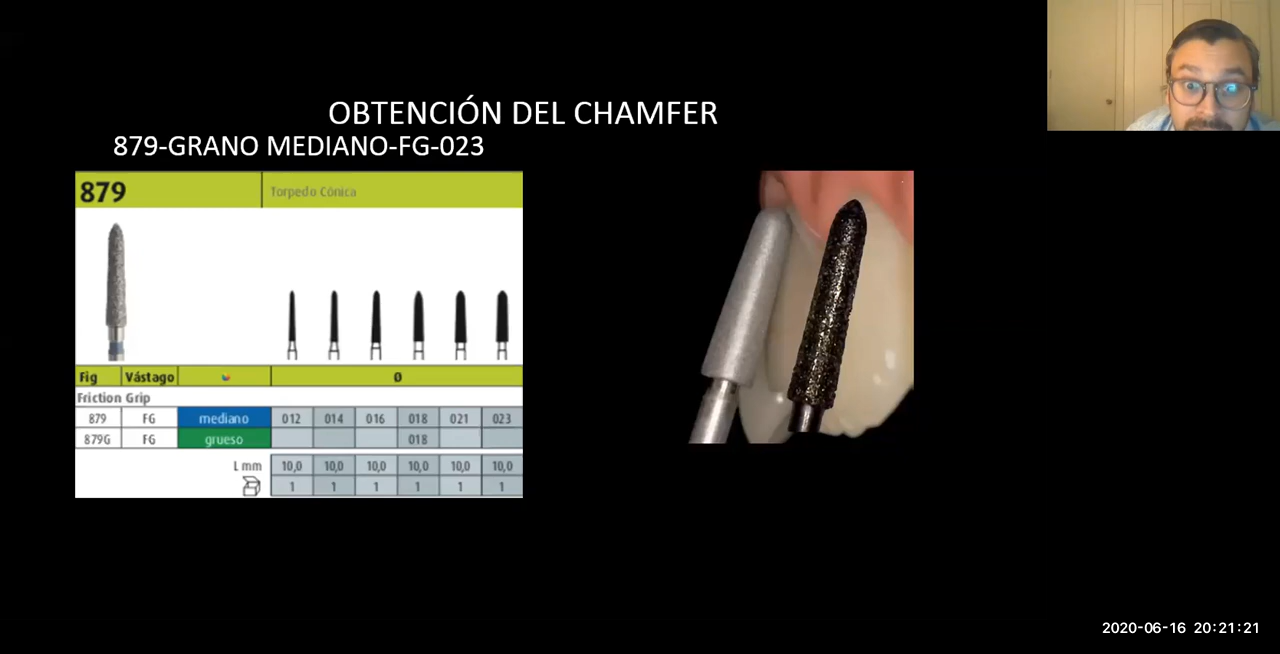 OBTENCIÓN DEL CHAMFER
879-GRANO MEDIANO-FG-023
879 Torpedo Cónica
Fig Vástago Ø
Friction Grip
879 FG mediano 012 014 016 018 021 023
879G FG grueso 018
L mm 10,0 10,0 10,0 10,0 10,0 10,0
1 1 1 1 1 1
2020-06-16 20:21:21